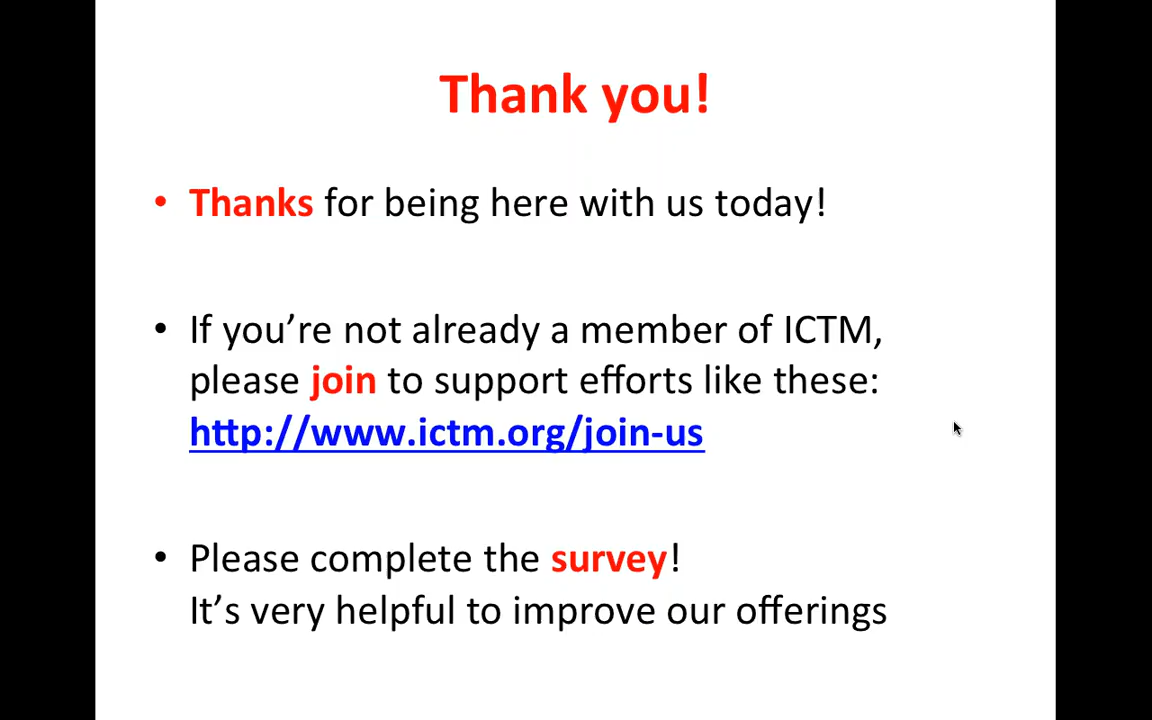 Thank you!
• Thanks for being here with us today!
• If you’re not already a member of ICTM,
please join to support efforts like these:
http://www.ictm.org/join-us
• Please complete the survey!
It’s very helpful to improve our offerings